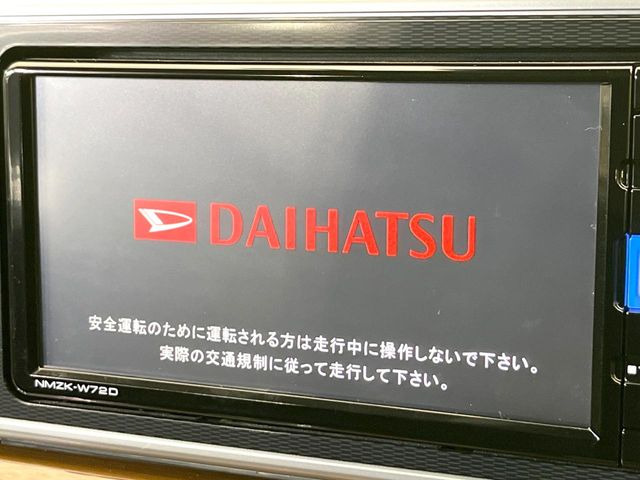 DAIHATSU
安全運転のために運転される方は走行中に操作しないで下さい。
実際の交通規制に従って走行して下さい。
NMZK-W72D